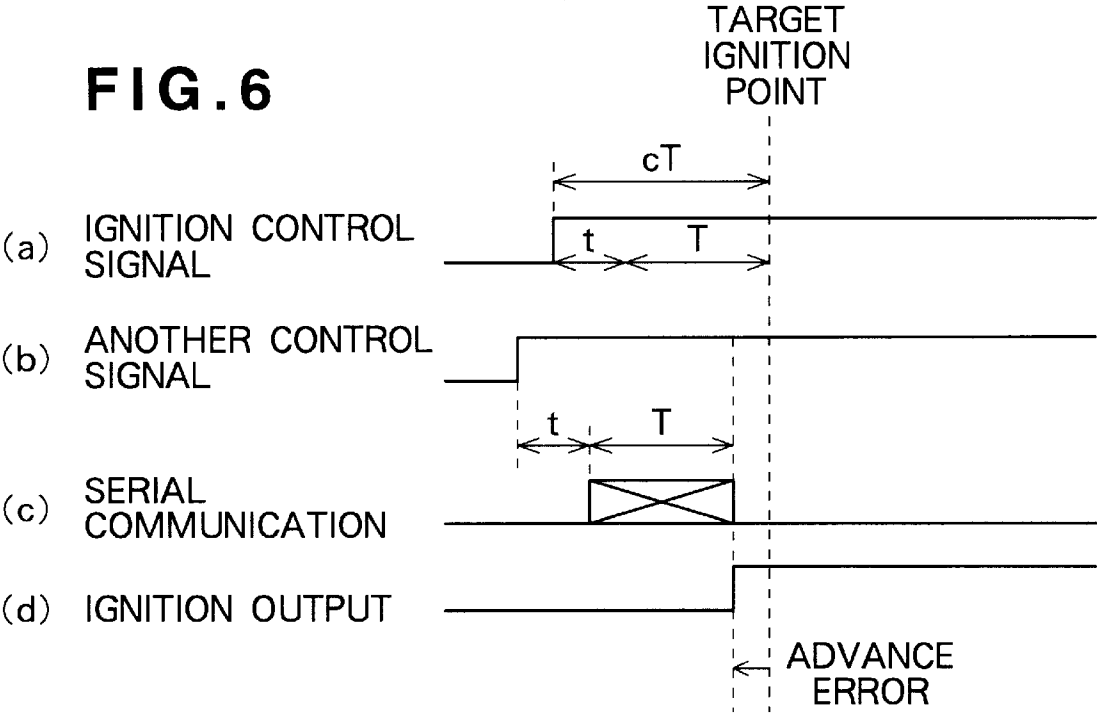 FIG.6
TARGET
IGNITION
POINT
cT
(a) IGNITION CONTROL
SIGNAL
t T
(b) ANOTHER CONTROL
SIGNAL
t T
(c) SERIAL
COMMUNICATION
(d) IGNITION OUTPUT
ADVANCE
ERROR